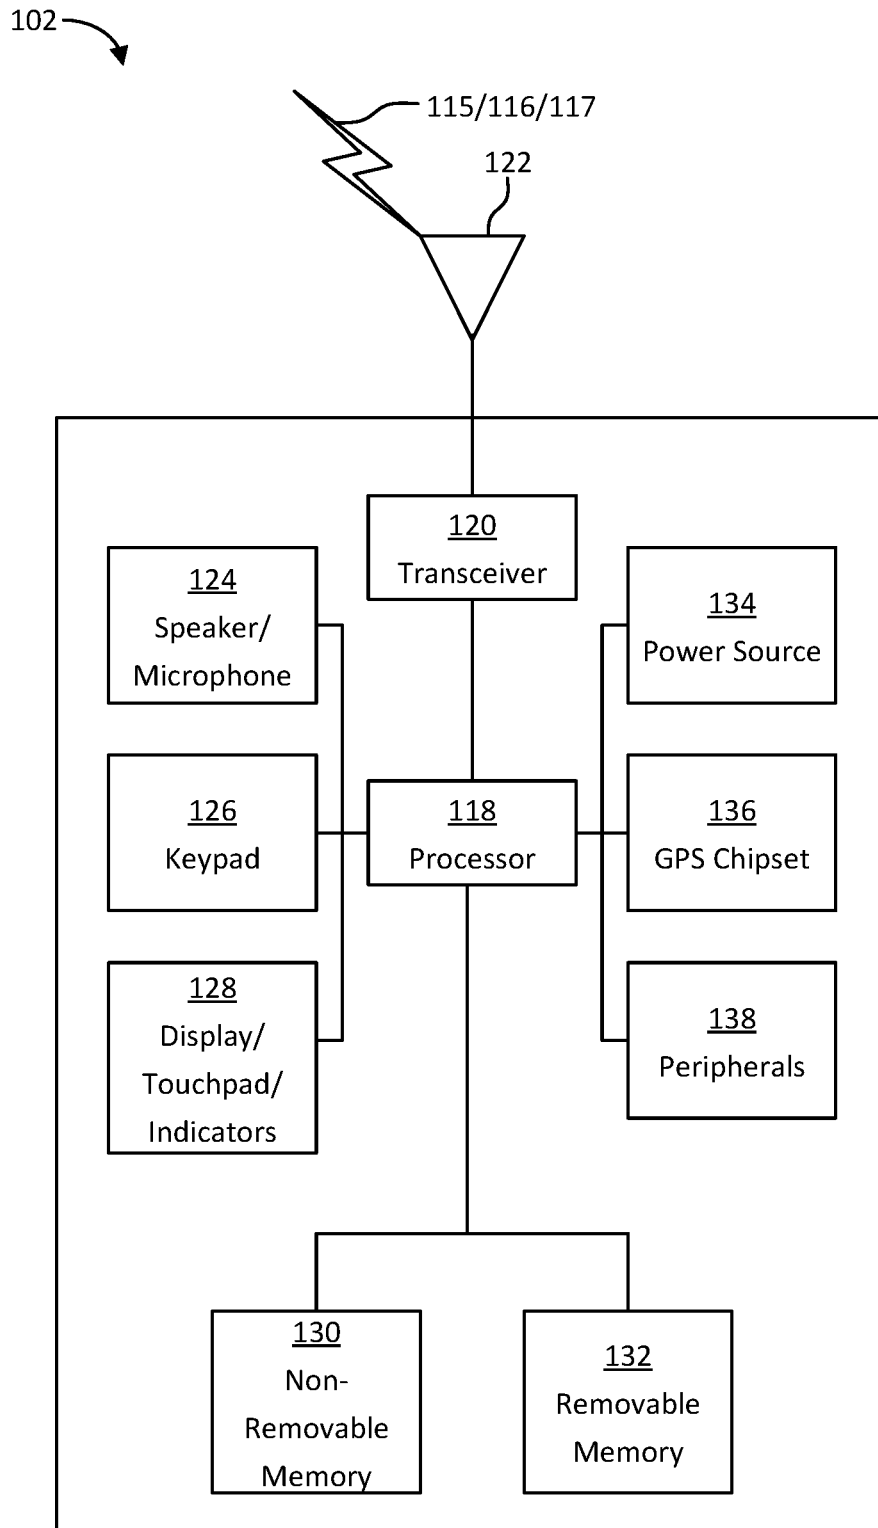 102
115/116/117
122
120
Transceiver
124
Speaker/
Microphone
134
Power Source
126
Keypad
118
Processor
136
GPS Chipset
128
Display/
Touchpad/
Indicators
138
Peripherals
130
Non-
Removable
Memory
132
Removable
Memory